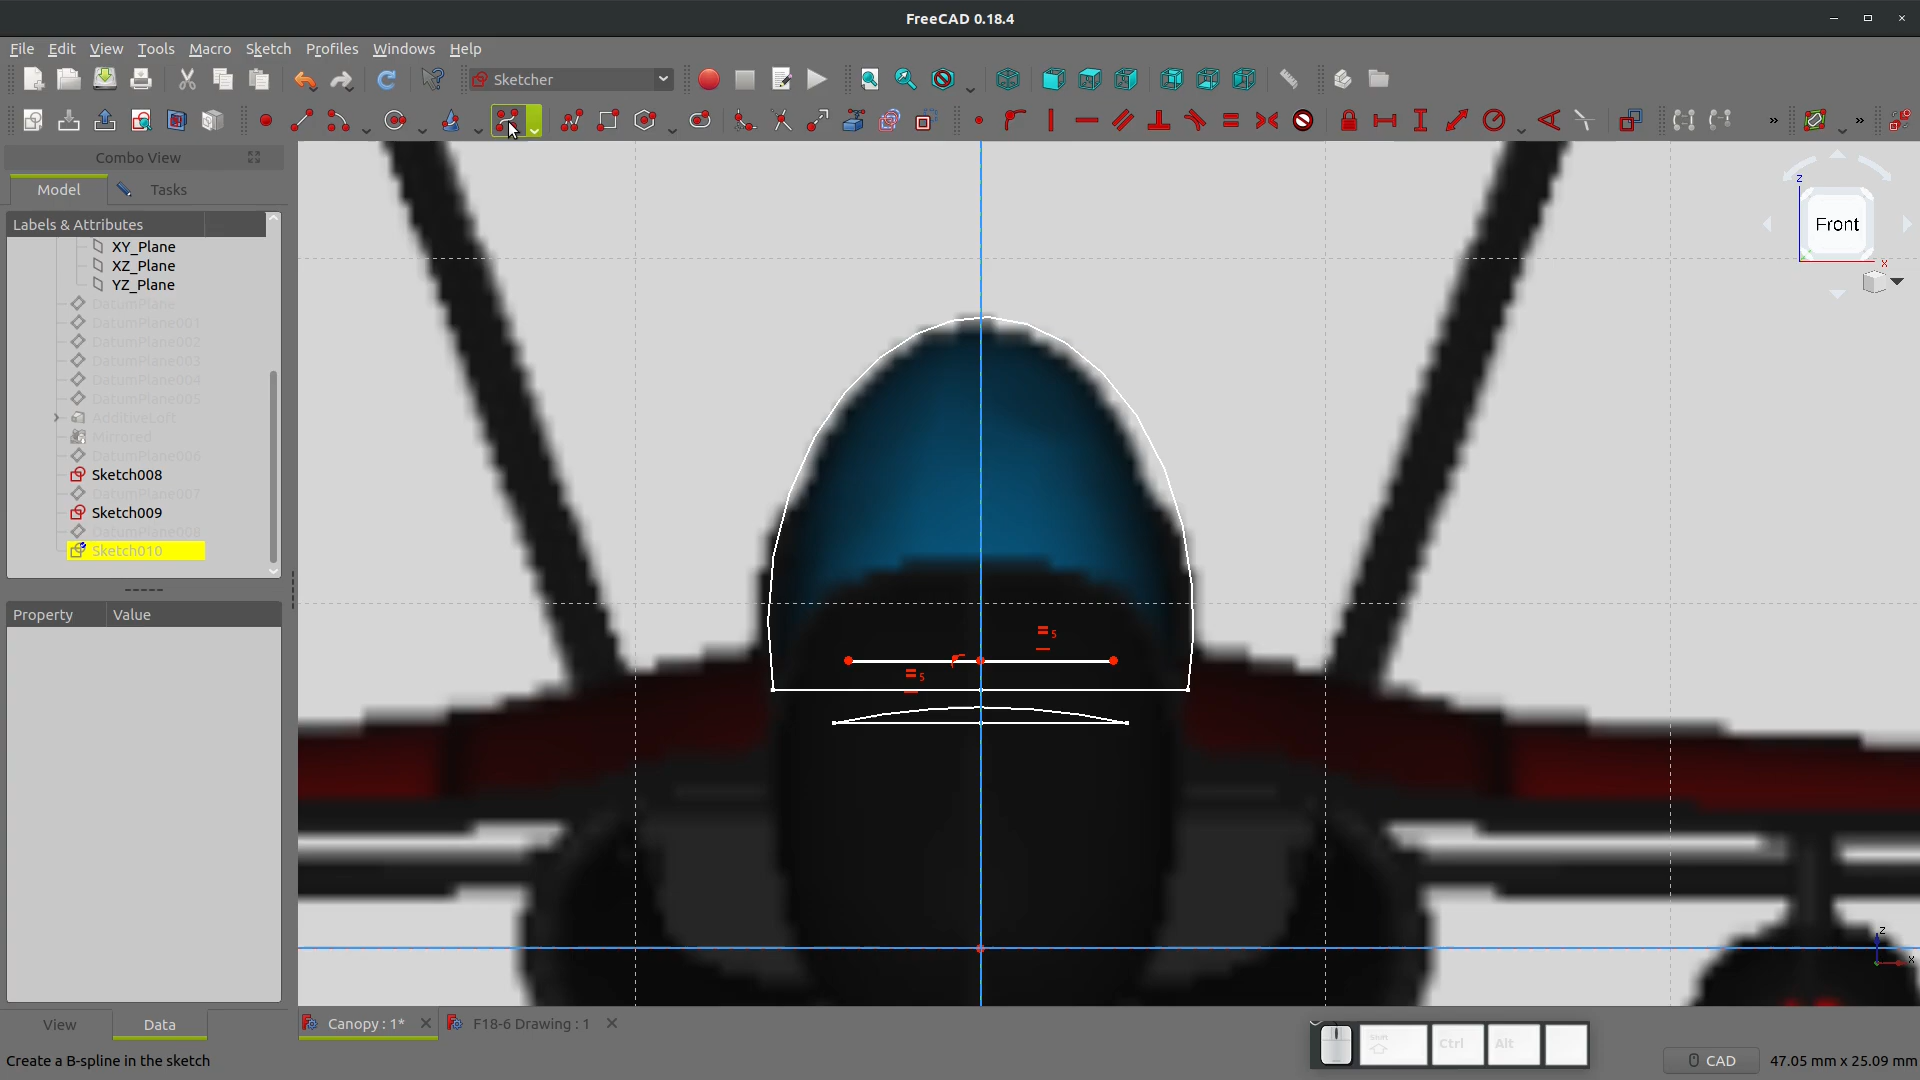 FreeCAD 0.18.4
File Edit View Tools Macro Sketch Profiles Windows Help
Sketcher
Combo View
Model Tasks
Labels & Attributes
XY_Plane
XZ_Plane
YZ_Plane
DatumPlane
DatumPlane001
DatumPlane002
DatumPlane003
DatumPlane004
DatumPlane005
AdditiveLoft
Mirrored
DatumPlane006
Sketch008
DatumPlane007
Sketch009
DatumPlane008
Sketch010
Property Value
View Data
Create a B-spline in the sketch
z
Front
x
5
5
z
x
Canopy : 1* F18-6 Drawing : 1
Shift Ctrl Alt
CAD 47.05 mm x 25.09 mm